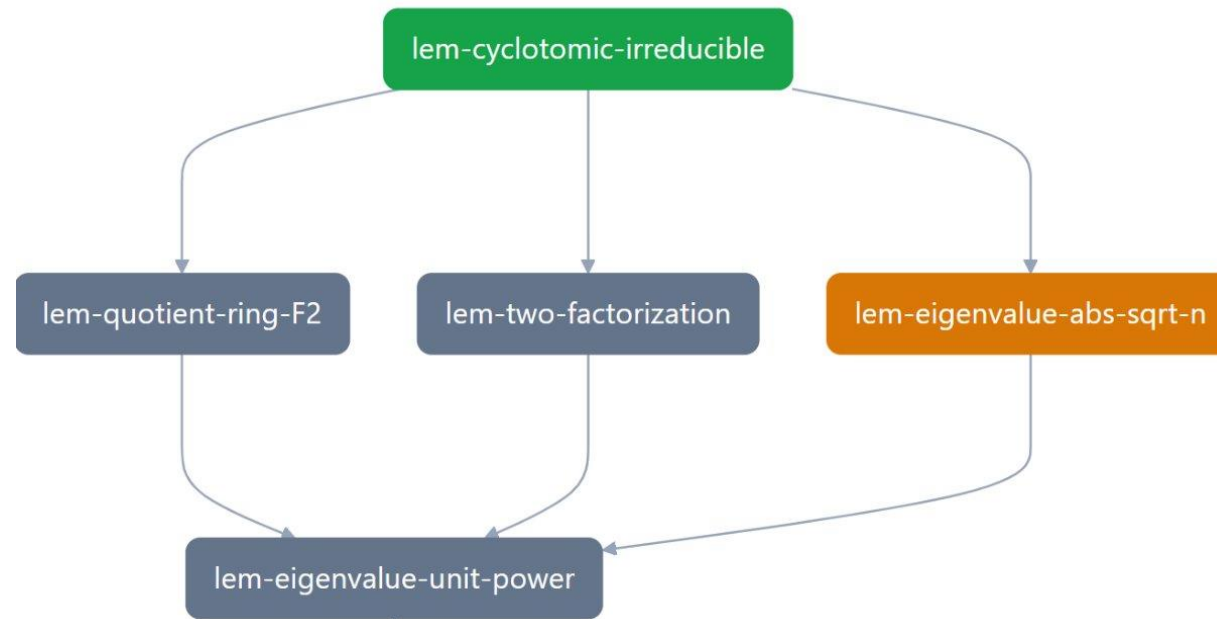 lem-cyclotomic-irreducible
lem-quotient-ring-F2
lem-two-factorization
lem-eigenvalue-abs-sqrt-n
lem-eigenvalue-unit-power